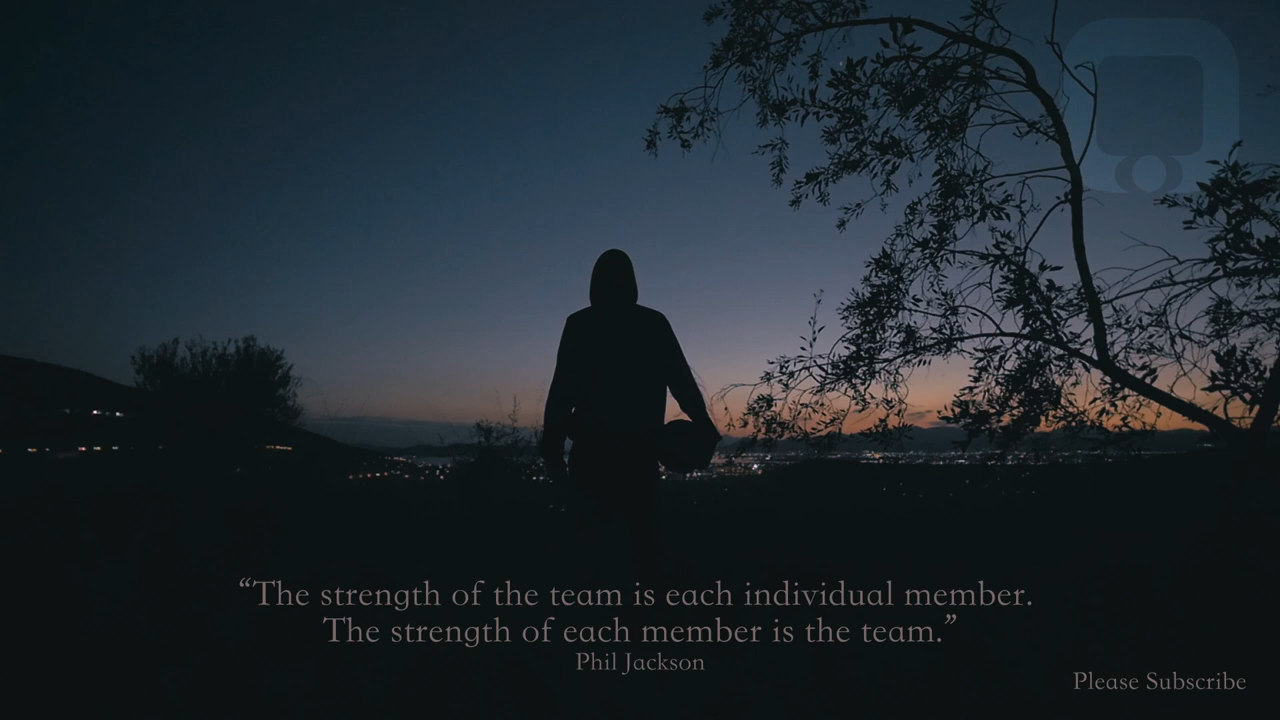 “The strength of the team is each individual member.
The strength of each member is the team.”
Phil Jackson
Please Subscribe